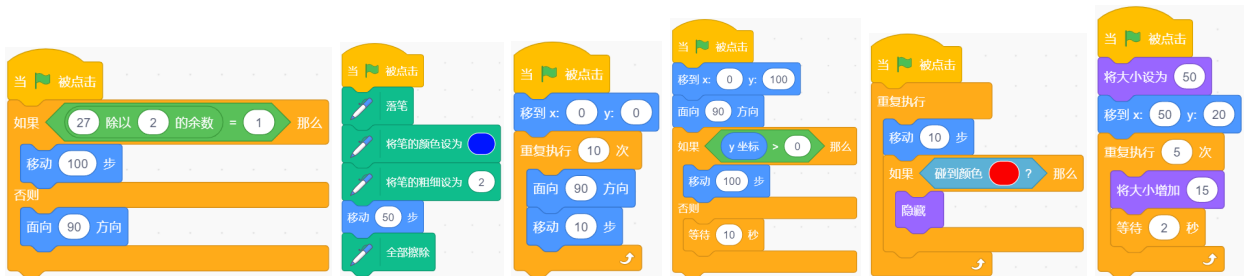 当 被点击
如果 27 除以 2 的余数 = 1 那么
移动 100 步
否则
面向 90 方向
当 被点击
落笔
将笔的颜色设为
将笔的粗细设为 2
移动 50 步
全部擦除
当 被点击
移到 x: 0 y: 0
重复执行 10 次
面向 90 方向
移动 10 步
当 被点击
移到 x: 0 y: 100
面向 90 方向
如果 y 坐标 > 0 那么
移动 100 步
否则
等待 10 秒
当 被点击
重复执行
移动 10 步
如果 碰到颜色 ? 那么
隐藏
当 被点击
将大小设为 50
移到 x: 50 y: 20
重复执行 5 次
将大小增加 15
等待 2 秒